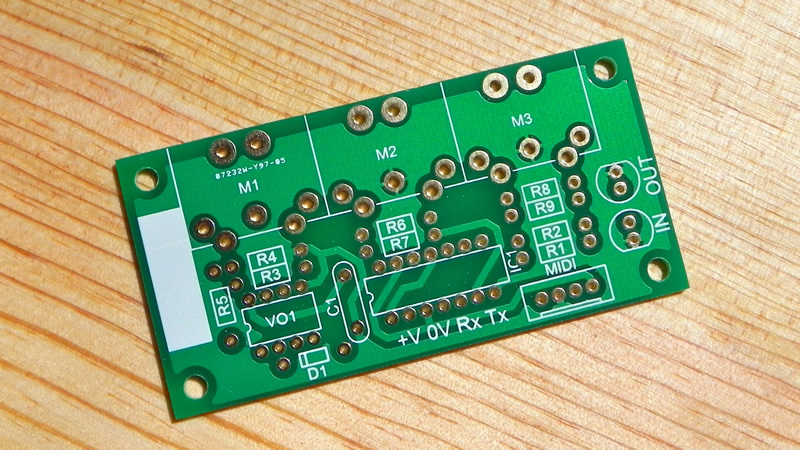 M3
M2
07232W-Y97-05
M1
OUT
IN
R8
R9
R6
R7
R2
R1
R4
R3
R5
IC1
MIDI
C1
VO1
+V 0V Rx Tx
D1